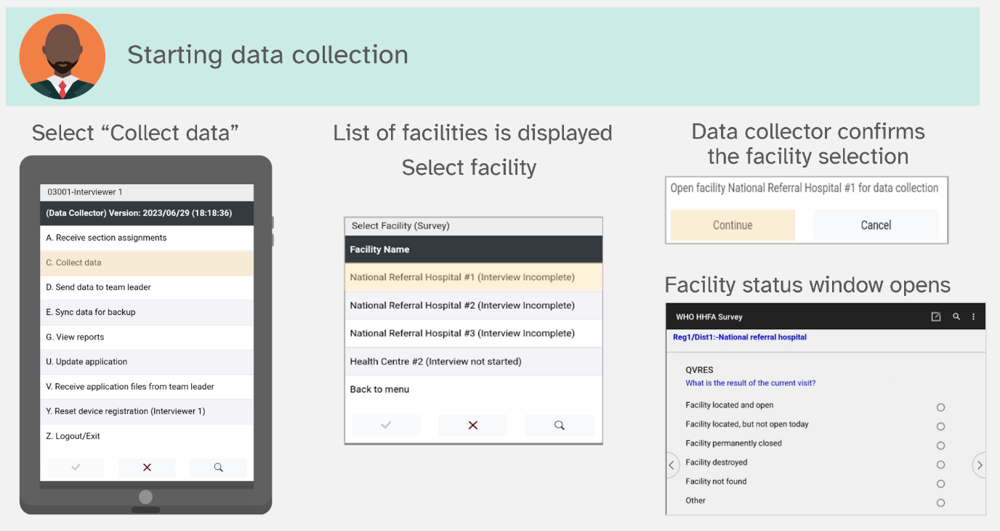 Starting data collection
Select “Collect data”
03001-Interviewer 1
(Data Collector) Version: 2023/06/29 (18:18:36)
A. Receive section assignments
C. Collect data
D. Send data to team leader
E. Sync data for backup
G. View reports
U. Update application
V. Receive application files from team leader
Y. Reset device registration (Interviewer 1)
Z. Logout/Exit
List of facilities is displayed
Select facility
Select Facility (Survey)
Facility Name
National Referral Hospital #1 (Interview Incomplete)
National Referral Hospital #2 (Interview Incomplete)
National Referral Hospital #3 (Interview Incomplete)
Health Centre #2 (Interview not started)
Back to menu
Data collector confirms
the facility selection
Open facility National Referral Hospital #1 for data collection
Continue
Cancel
Facility status window opens
WHO HHFA Survey
Reg1/Dist1:-National referral hospital
QVRES
What is the result of the current visit?
Facility located and open
Facility located, but not open today
Facility permanently closed
Facility destroyed
Facility not found
Other